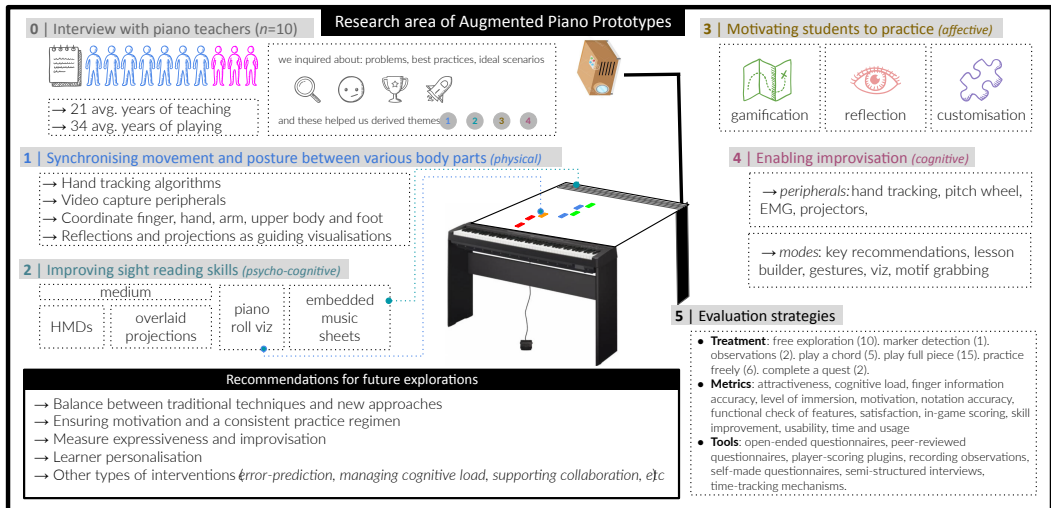 Research area of Augmented Piano Prototypes
0 | Interview with piano teachers (n=10)
we inquired about: problems, best practices, ideal scenarios
and these helped us derived themes 1 2 3 4
→ 21 avg. years of teaching
→ 34 avg. years of playing
1 | Synchronising movement and posture between various body parts (physical)
→ Hand tracking algorithms
→ Video capture peripherals
→ Coordinate finger, hand, arm, upper body and foot
→ Reflections and projections as guiding visualisations
2 | Improving sight reading skills (psycho-cognitive)
medium
HMDs
overlaid
projections
piano
roll viz
embedded
music
sheets
3 | Motivating students to practice (affective)
gamification
reflection
customisation
4 | Enabling improvisation (cognitive)
→ peripherals: hand tracking, pitch wheel,
EMG, projectors,
→ modes: key recommendations, lesson
builder, gestures, viz, motif grabbing
5 | Evaluation strategies
● Treatment: free exploration (10). marker detection (1).
observations (2). play a chord (5). play full piece (15). practice
freely (6). complete a quest (2).
● Metrics: attractiveness, cognitive load, finger information
accuracy, level of immersion, motivation, notation accuracy,
functional check of features, satisfaction, in-game scoring, skill
improvement, usability, time and usage
● Tools: open-ended questionnaires, peer-reviewed
questionnaires, player-scoring plugins, recording observations,
self-made questionnaires, semi-structured interviews,
time-tracking mechanisms.
Recommendations for future explorations
→ Balance between traditional techniques and new approaches
→ Ensuring motivation and a consistent practice regimen
→ Measure expressiveness and improvisation
→ Learner personalisation
→ Other types of interventions (error-prediction, managing cognitive load, supporting collaboration, etc)